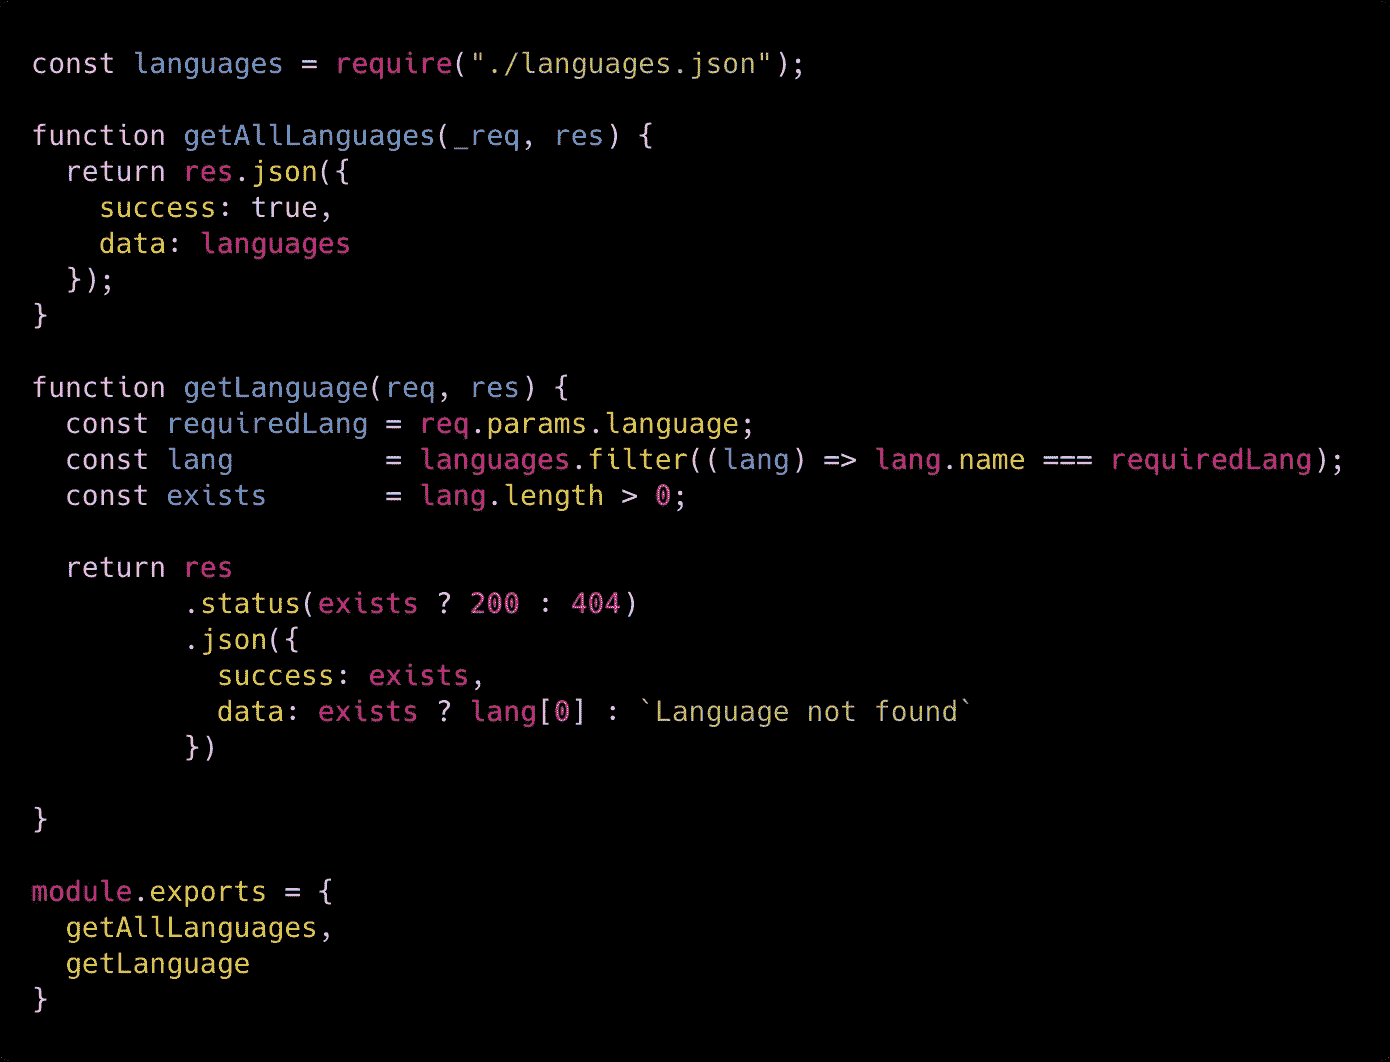 const languages = require("./languages.json");

function getAllLanguages(_req, res) {
  return res.json({
    success: true,
    data: languages
  });
}

function getLanguage(req, res) {
  const requiredLang = req.params.language;
  const lang         = languages.filter((lang) => lang.name === requiredLang);
  const exists       = lang.length > 0;

  return res
         .status(exists ? 200 : 404)
         .json({
           success: exists,
           data: exists ? lang[0] : `Language not found`
         })

}

module.exports = {
  getAllLanguages,
  getLanguage
}